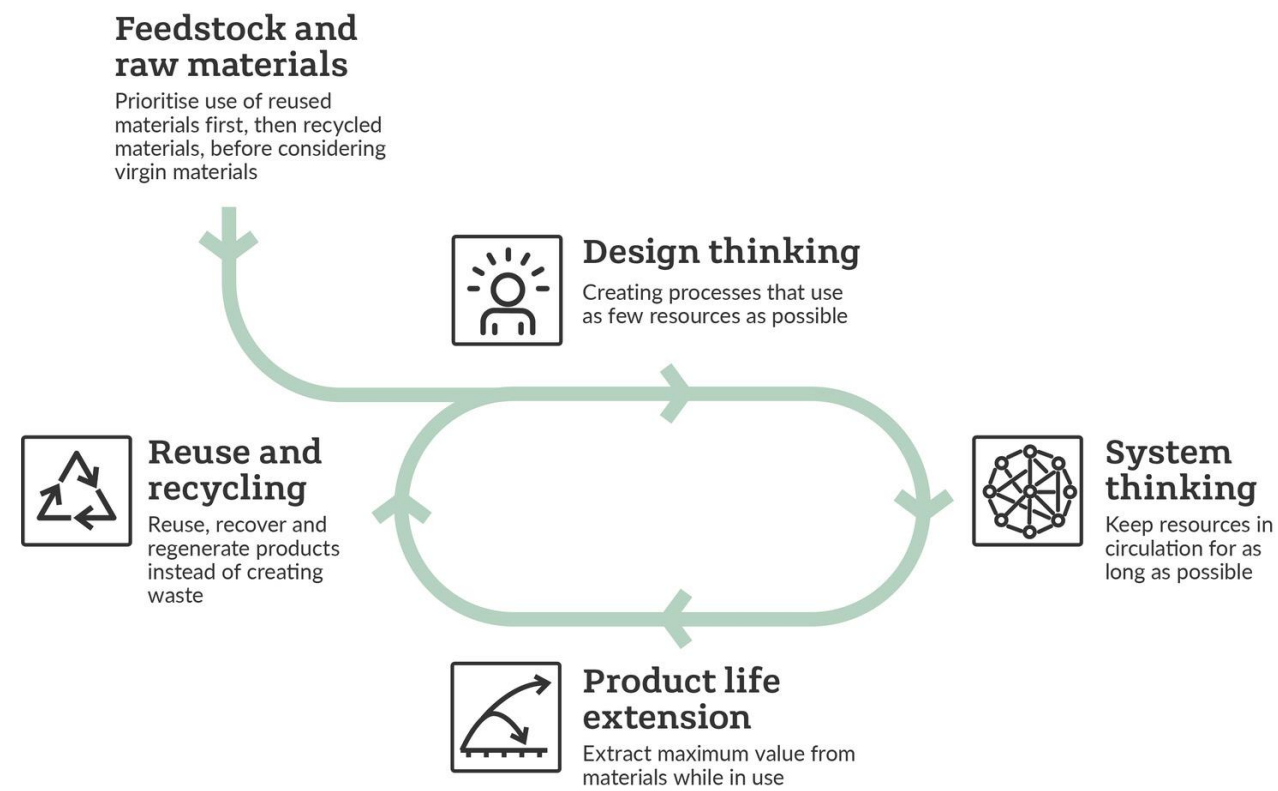 Feedstock and
raw materials
Prioritise use of reused
materials first, then recycled
materials, before considering
virgin materials
Design thinking
Creating processes that use
as few resources as possible
Reuse and
recycling
Reuse, recover and
regenerate products
instead of creating
waste
System
thinking
Keep resources in
circulation for as
long as possible
Product life
extension
Extract maximum value from
materials while in use